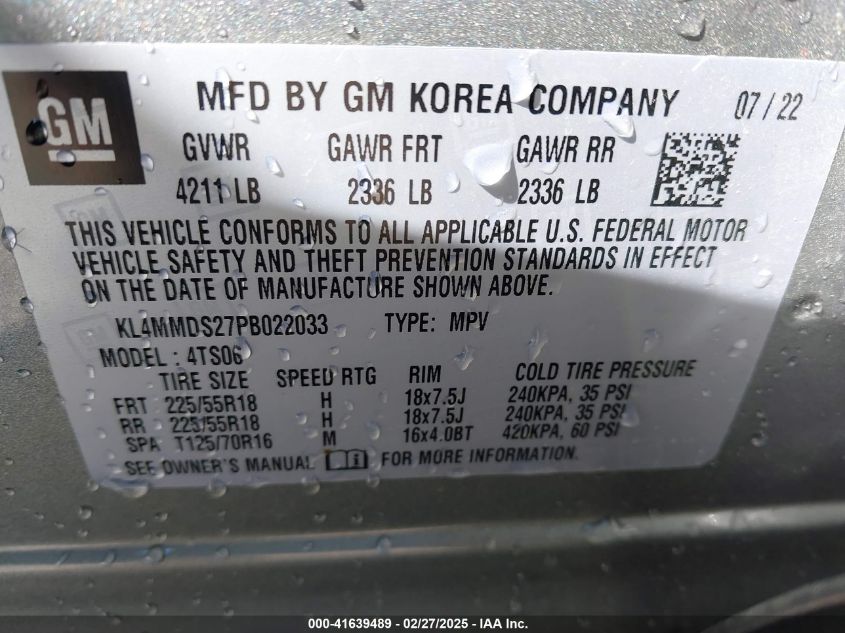 GM
MFD BY GM KOREA COMPANY 07 / 22
GVWR GAWR FRT GAWR RR
4211 LB 2336 LB 2336 LB
THIS VEHICLE CONFORMS TO ALL APPLICABLE U.S. FEDERAL MOTOR
VEHICLE SAFETY AND THEFT PREVENTION STANDARDS IN EFFECT
ON THE DATE OF MANUFACTURE SHOWN ABOVE.
KL4MMDS27PB022033 TYPE: MPV
MODEL : 4TS06
TIRE SIZE SPEED RTG RIM COLD TIRE PRESSURE
FRT 225/55R18 H 18x7.5J 240KPA, 35 PSI
RR 225/55R18 H 18x7.5J 240KPA, 35 PSI
SPA T125/70R16 M 16x4.0BT 420KPA, 60 PSI
SEE OWNER'S MANUAL FOR MORE INFORMATION.
000-41639489 - 02/27/2025 - IAA Inc.